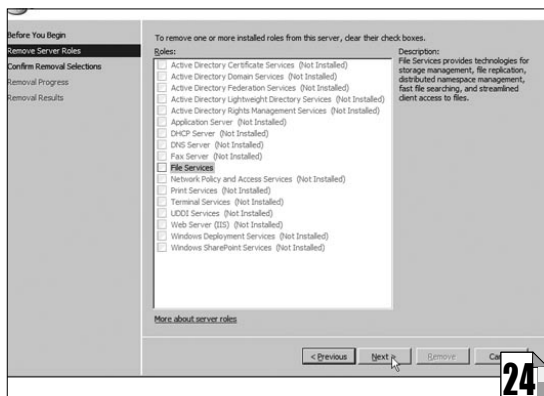 Before You Begin
Remove Server Roles
Confirm Removal Selections
Removal Progress
Removal Results
To remove one or more installed roles from this server, clear their check boxes.
Roles:
Active Directory Certificate Services (Not Installed)
Active Directory Domain Services (Not Installed)
Active Directory Federation Services (Not Installed)
Active Directory Lightweight Directory Services (Not Installed)
Active Directory Rights Management Services (Not Installed)
Application Server (Not Installed)
DHCP Server (Not Installed)
DNS Server (Not Installed)
Fax Server (Not Installed)
File Services
Network Policy and Access Services (Not Installed)
Print Services (Not Installed)
Terminal Services (Not Installed)
UDDI Services (Not Installed)
Web Server (IIS) (Not Installed)
Windows Deployment Services (Not Installed)
Windows SharePoint Services (Not Installed)
More about server roles
Description:
File Services provides technologies for
storage management, file replication,
distributed namespace management,
fast file searching, and streamlined
client access to files.
< Previous
Next >
Remove
24